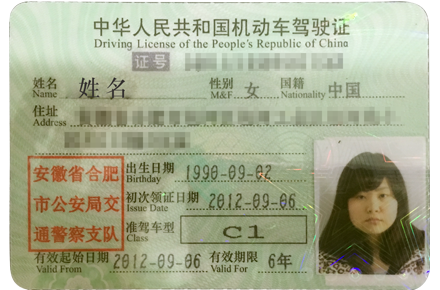 中华人民共和国机动车驾驶证
Driving License of the People's Republic of China
证号
姓名 姓名 性别 女 国籍 中国
Name M&F Nationality
住址
Address
安徽省合肥
市公安局交
通警察支队
出生日期 1990-09-02
Birthday
初次领证日期 2012-09-06
Issue Date
准驾车型 C1
Class
有效起始日期 2012-09-06 有效期限 6年
Valid From Valid For